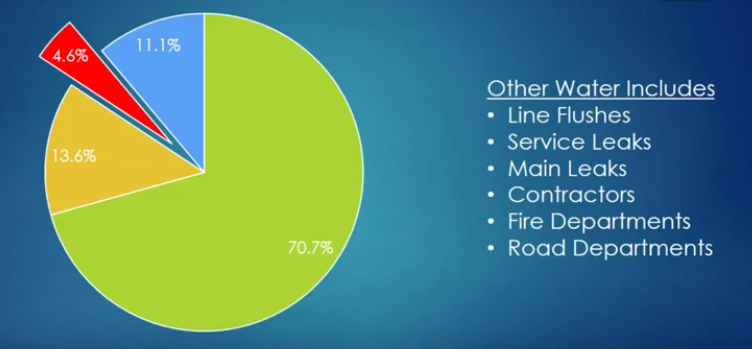 4.6%
11.1%
13.6%
70.7%
Other Water Includes
• Line Flushes
• Service Leaks
• Main Leaks
• Contractors
• Fire Departments
• Road Departments